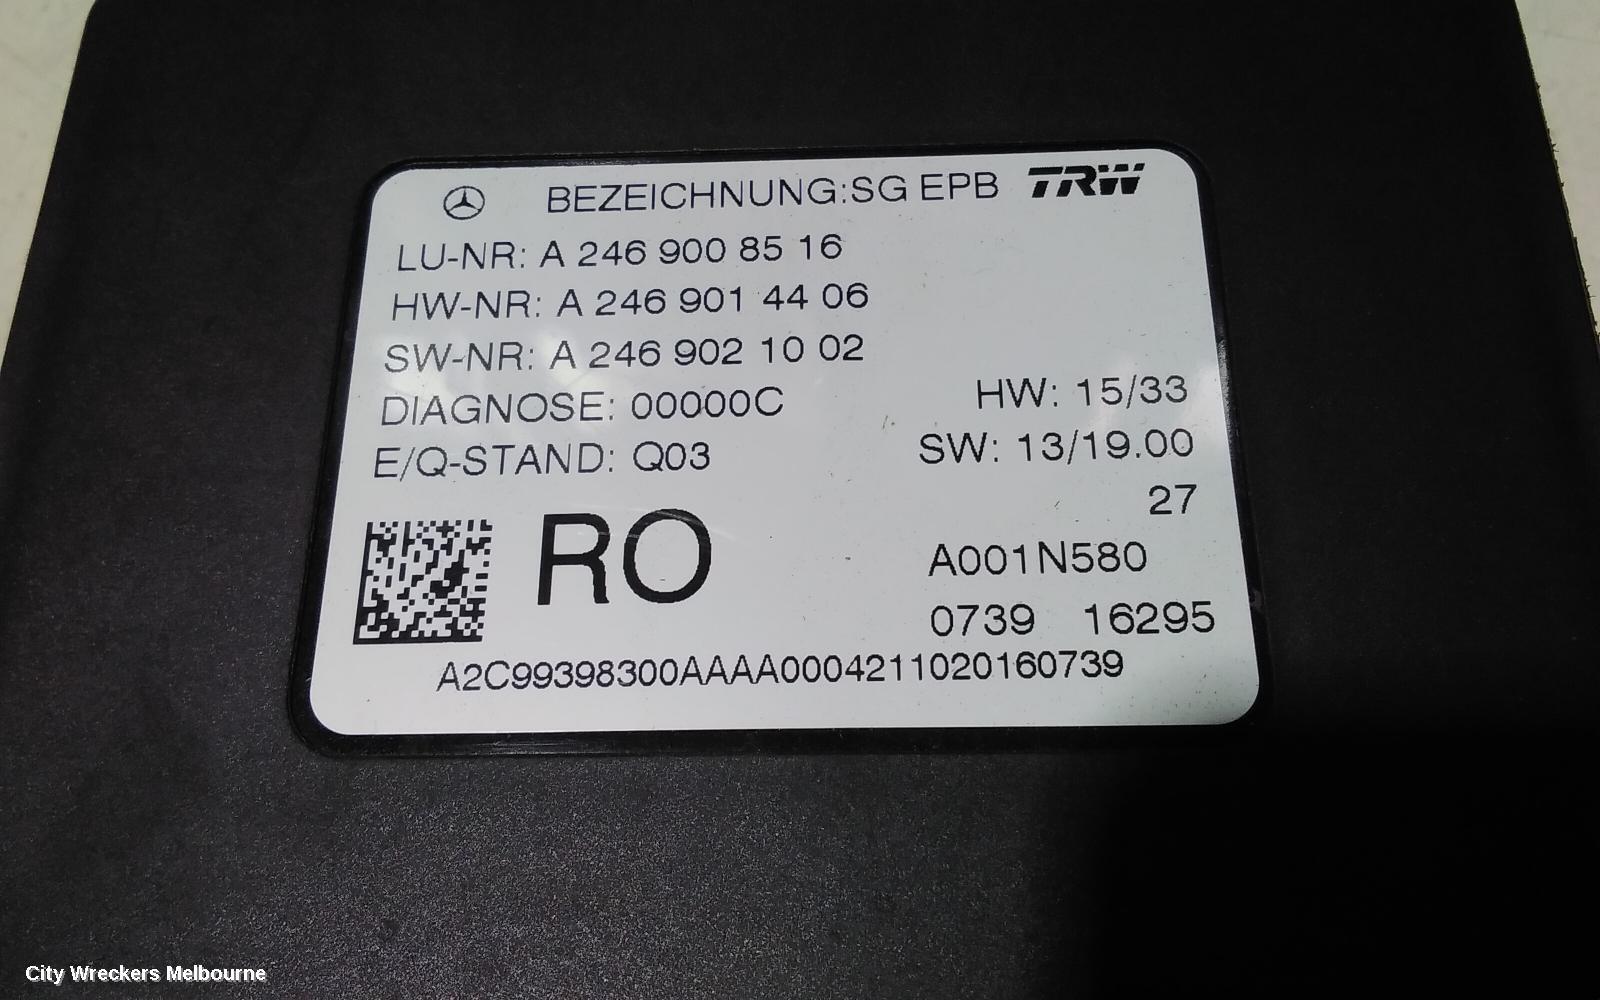 BEZEICHNUNG:SG EPB TRW
LU-NR: A 246 900 85 16
HW-NR: A 246 901 44 06
SW-NR: A 246 902 10 02
DIAGNOSE: 00000C HW: 15/33
E/Q-STAND: Q03 SW: 13/19.00
27
RO A001N580
0739 16295
A2C99398300AAAA0004211020160739
City Wreckers Melbourne